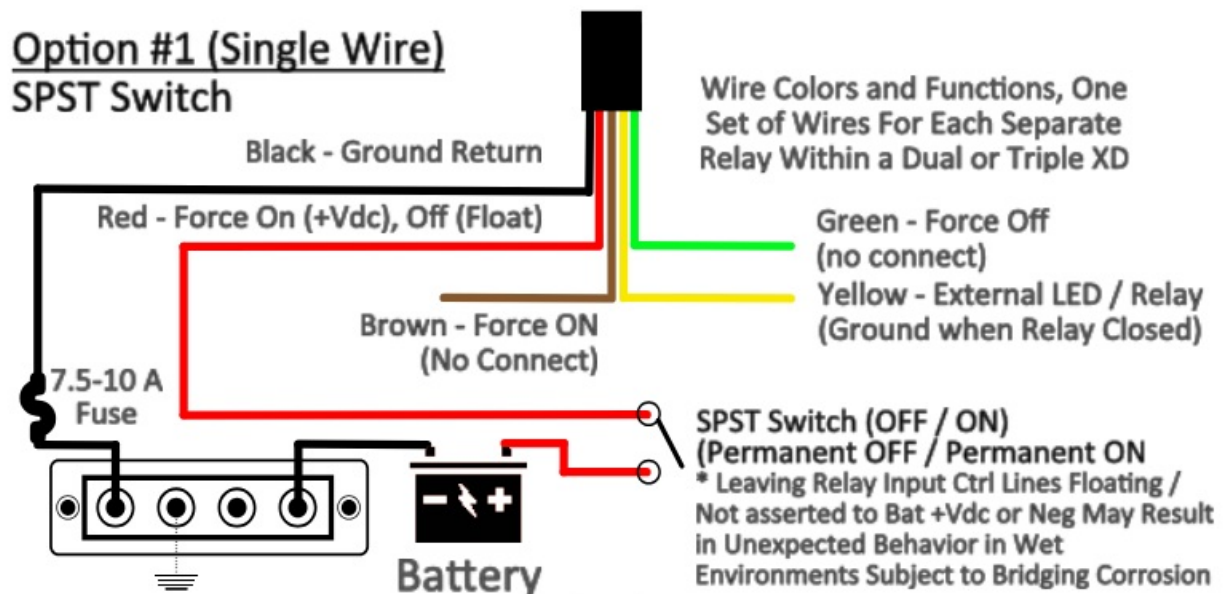 Option #1 (Single Wire)
SPST Switch
Wire Colors and Functions, One
Set of Wires For Each Separate
Relay Within a Dual or Triple XD
Black - Ground Return
Red - Force On (+Vdc), Off (Float)
Green - Force Off
(no connect)
Yellow - External LED / Relay
(Ground when Relay Closed)
Brown - Force ON
(No Connect)
7.5-10 A
Fuse
SPST Switch (OFF / ON)
(Permanent OFF / Permanent ON
* Leaving Relay Input Ctrl Lines Floating /
Not asserted to Bat +Vdc or Neg May Result
in Unexpected Behavior in Wet
Environments Subject to Bridging Corrosion
- +
Battery